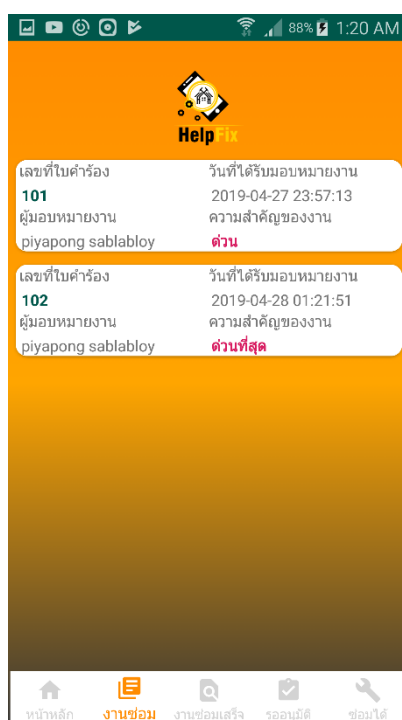 88% 1:20 AM
HelpFix
เลขที่ใบคำร้อง วันที่ได้รับมอบหมายงาน
101 2019-04-27 23:57:13
ผู้มอบหมายงาน ความสำคัญของงาน
piyapong sablabloy ด่วน
เลขที่ใบคำร้อง วันที่ได้รับมอบหมายงาน
102 2019-04-28 01:21:51
ผู้มอบหมายงาน ความสำคัญของงาน
piyapong sablabloy ด่วนที่สุด
หน้าหลัก งานซ่อม งานซ่อมเสร็จ รออนุมัติ ซ่อมได้